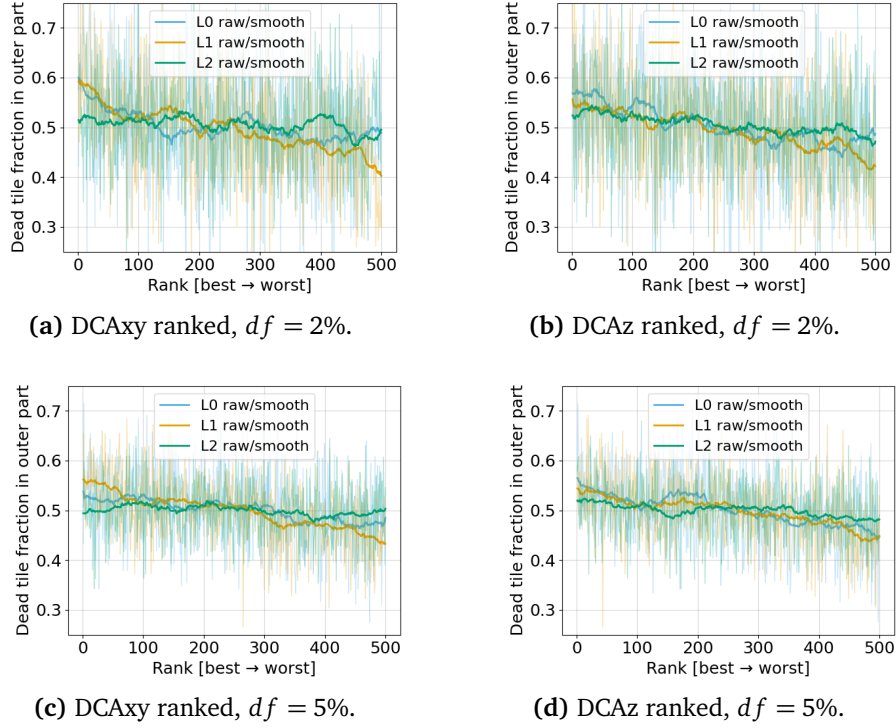 Dead tile fraction in outer part
0.7
0.6
0.5
0.4
0.3
L0 raw/smooth
L1 raw/smooth
L2 raw/smooth
0 100 200 300 400 500
Rank [best → worst]
(a) DCAxy ranked, df = 2%.
Dead tile fraction in outer part
0.7
0.6
0.5
0.4
0.3
L0 raw/smooth
L1 raw/smooth
L2 raw/smooth
0 100 200 300 400 500
Rank [best → worst]
(b) DCAz ranked, df = 2%.
Dead tile fraction in outer part
0.7
0.6
0.5
0.4
0.3
L0 raw/smooth
L1 raw/smooth
L2 raw/smooth
0 100 200 300 400 500
Rank [best → worst]
(c) DCAxy ranked, df = 5%.
Dead tile fraction in outer part
0.7
0.6
0.5
0.4
0.3
L0 raw/smooth
L1 raw/smooth
L2 raw/smooth
0 100 200 300 400 500
Rank [best → worst]
(d) DCAz ranked, df = 5%.